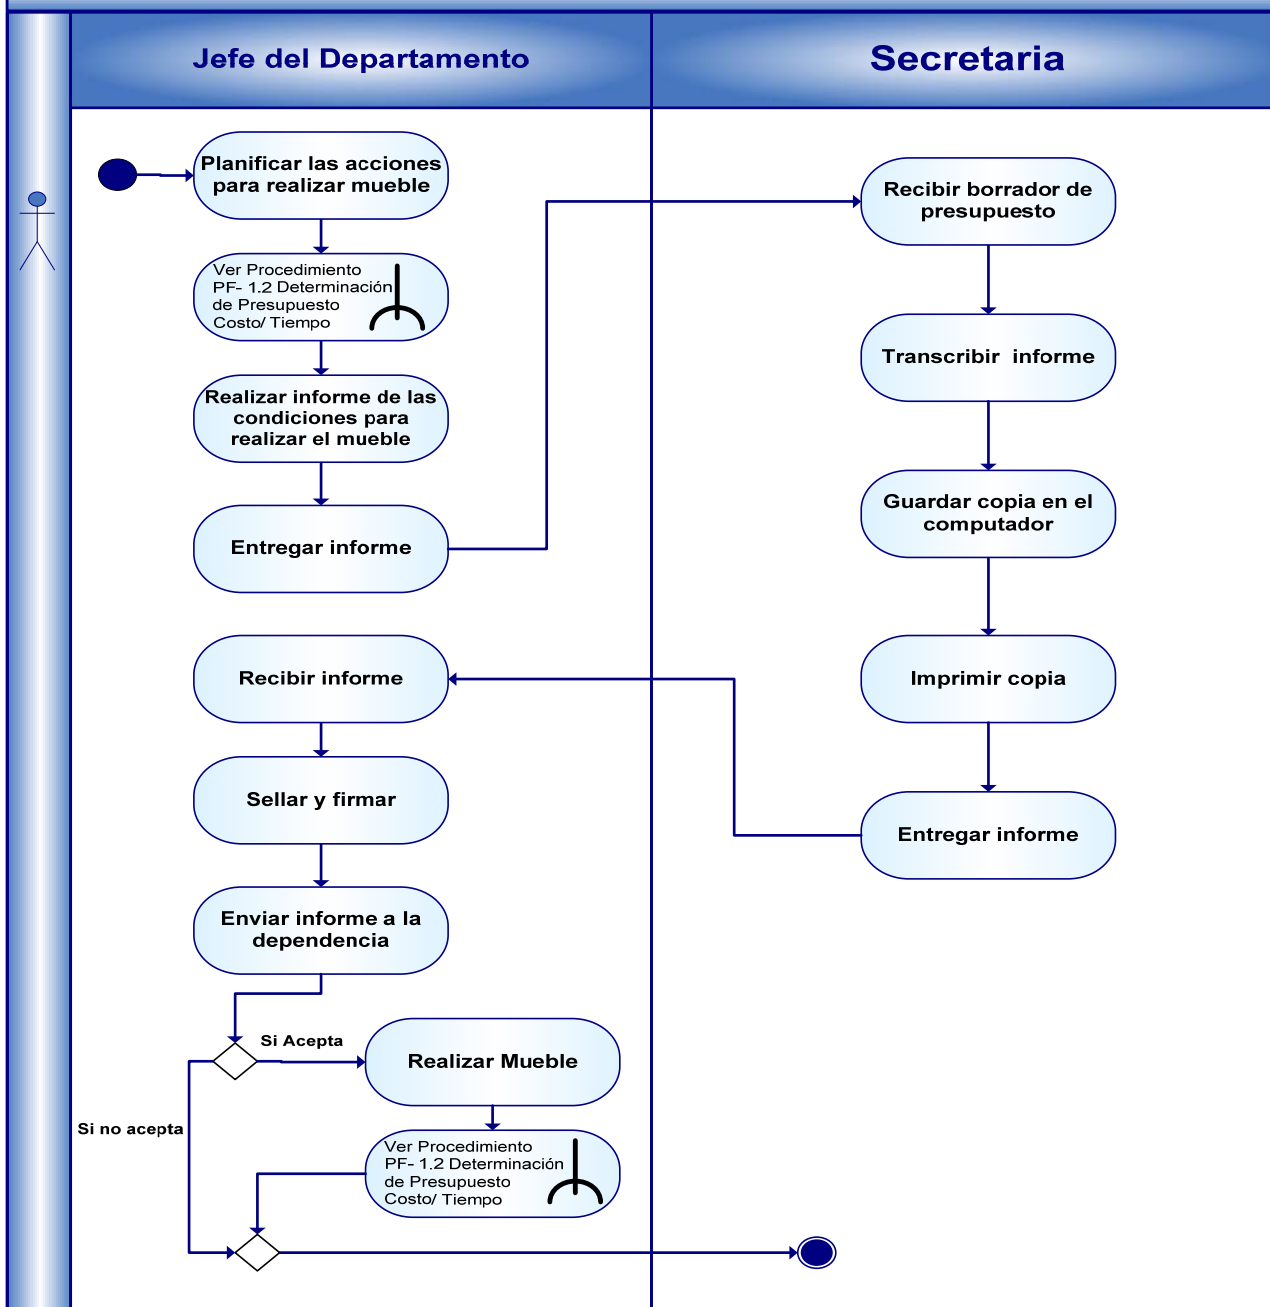 Jefe del Departamento
Secretaria
Planificar las acciones
para realizar mueble
Ver Procedimiento
PF- 1.2 Determinación
de Presupuesto
Costo/ Tiempo
Realizar informe de las
condiciones para
realizar el mueble
Entregar informe
Recibir borrador de
presupuesto
Transcribir informe
Guardar copia en el
computador
Imprimir copia
Entregar informe
Recibir informe
Sellar y firmar
Enviar informe a la
dependencia
Si Acepta
Realizar Mueble
Si no acepta
Ver Procedimiento
PF- 1.2 Determinación
de Presupuesto
Costo/ Tiempo